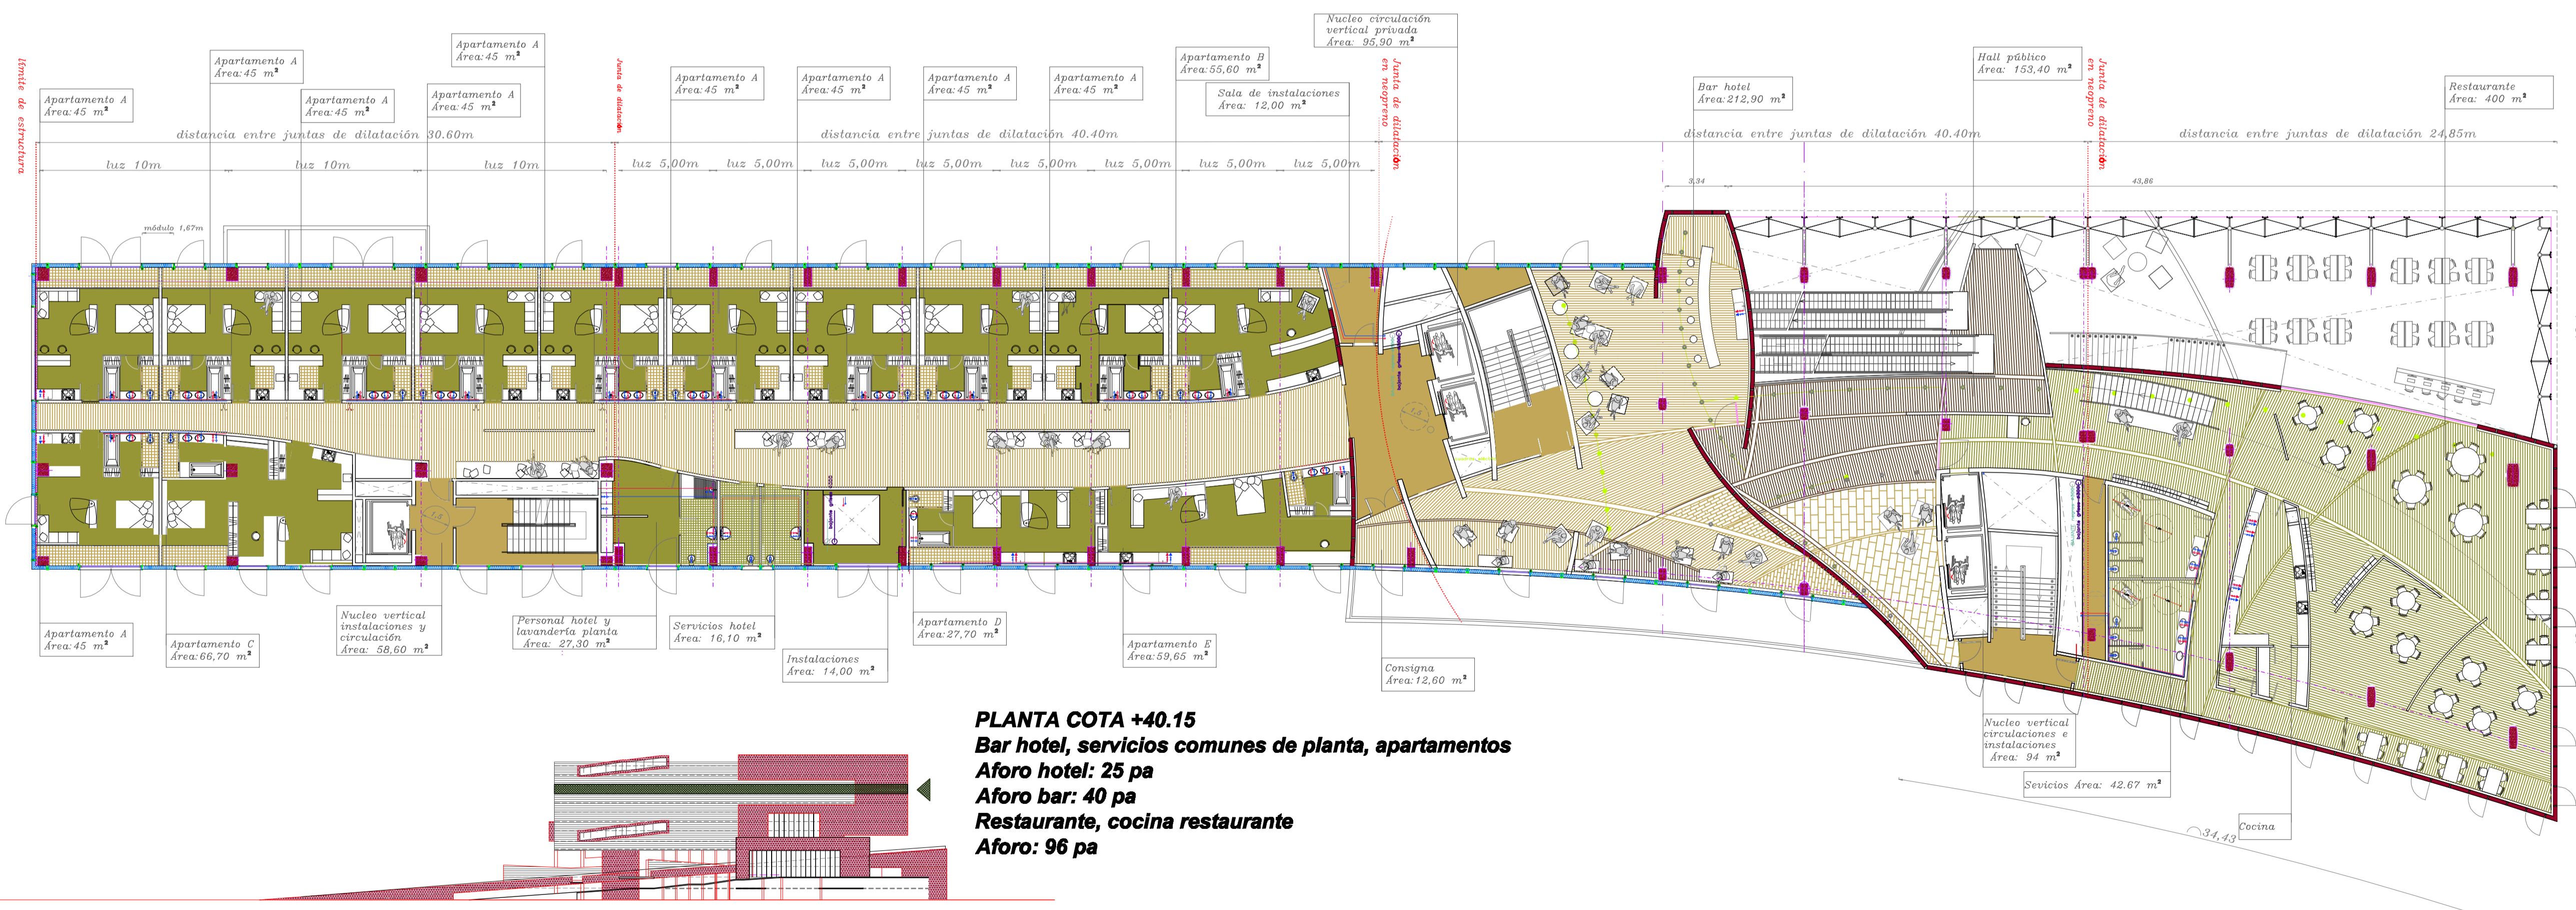 Nucleo circulación
vertical privada
Área: 95,90 m²
Apartamento A
Área:45 m²
Apartamento A
Área:45 m²
Apartamento B
Área:55,60 m²
Hall público
Área: 153,40 m²
límite de estructura
Junta de dilatación
Junta de dilatación
en neopreno
Junta de dilatación
en neopreno
Apartamento A
Área:45 m²
Apartamento A
Área:45 m²
Apartamento A
Área:45 m²
Apartamento A
Área:45 m²
Apartamento A
Área:45 m²
Apartamento A
Área:45 m²
Apartamento A
Área:45 m²
Sala de instalaciones
Área: 12,00 m²
Bar hotel
Área:212,90 m²
Restaurante
Área: 400 m²
distancia entre juntas de dilatación 30.60m
distancia entre juntas de dilatación 40.40m
distancia entre juntas de dilatación 40.40m
distancia entre juntas de dilatación 24,85m
luz 10m
luz 10m
luz 10m
luz 5,00m
luz 5,00m
luz 5,00m
luz 5,00m
luz 5,00m
luz 5,00m
luz 5,00m
luz 5,00m
3,34
43,86
módulo 1,67m
1,5
1,5
Apartamento A
Área:45 m²
Apartamento C
Área:66,70 m²
Nucleo vertical
instalaciones y
circulación
Área: 58,60 m²
Personal hotel y
lavandería planta
Área: 27,30 m²
Servicios hotel
Área: 16,10 m²
Instalaciones
Área: 14,00 m²
Apartamento D
Área:27,70 m²
Apartamento E
Área:59,65 m²
Consigna
Área:12,60 m²
Nucleo vertical
circulaciones e
instalaciones
Área: 94 m²
Sevicios Área: 42.67 m²
Cocina
34,43
PLANTA COTA +40.15
Bar hotel, servicios comunes de planta, apartamentos
Aforo hotel: 25 pa
Aforo bar: 40 pa
Restaurante, cocina restaurante
Aforo: 96 pa